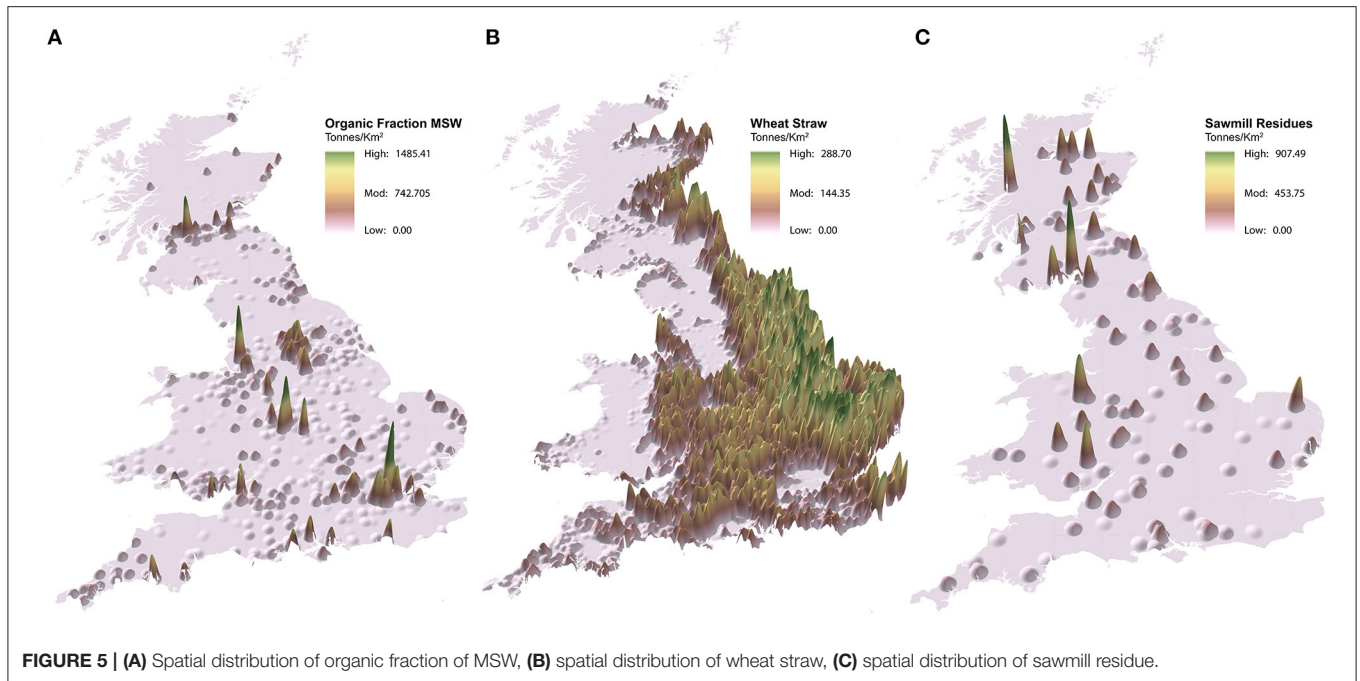 A
B
C
Organic Fraction MSW
Tonnes/Km²
High: 1485.41
Mod: 742.705
Low: 0.00
Wheat Straw
Tonnes/Km²
High: 288.70
Mod: 144.35
Low: 0.00
Sawmill Residues
Tonnes/Km²
High: 907.49
Mod: 453.75
Low: 0.00
FIGURE 5 | (A) Spatial distribution of organic fraction of MSW, (B) spatial distribution of wheat straw, (C) spatial distribution of sawmill residue.